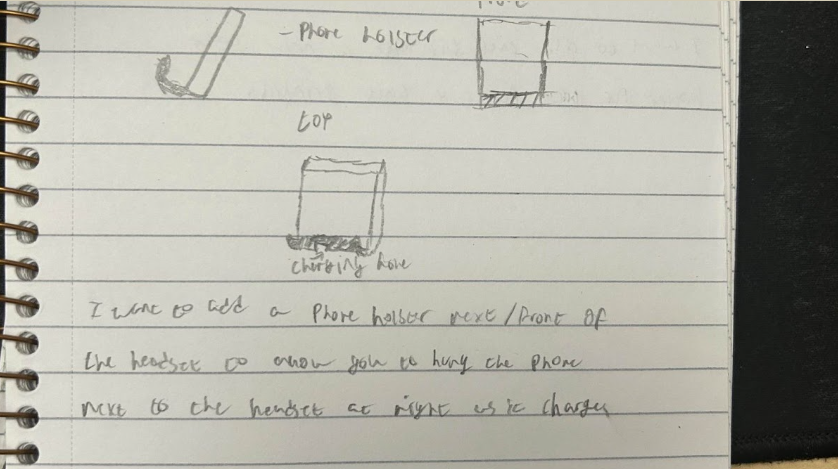 - Phone holster
top
charging hole
I want to add a Phone holster next/front of
the headset to allow you to hung the phone
next to the headset at night as it charges